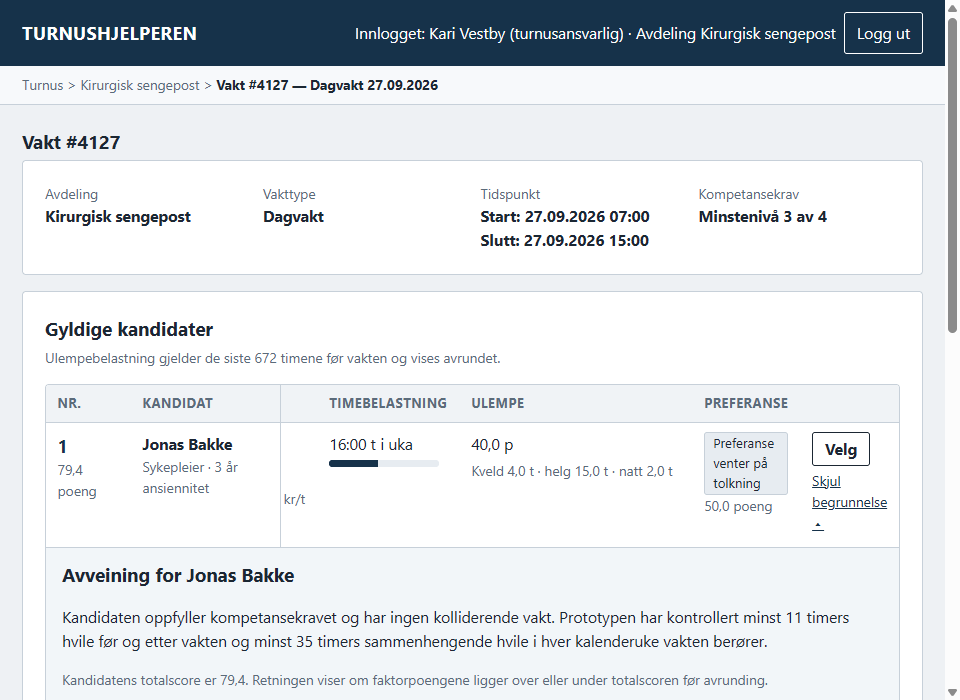 TURNUSHJELPEREN
Innlogget: Kari Vestby (turnusansvarlig) · Avdeling Kirurgisk sengepost
Logg ut
Turnus > Kirurgisk sengepost > Vakt #4127 — Dagvakt 27.09.2026
Vakt #4127
Avdeling
Kirurgisk sengepost
Vakttype
Dagvakt
Tidspunkt
Start: 27.09.2026 07:00
Slutt: 27.09.2026 15:00
Kompetansekrav
Minstenivå 3 av 4
Gyldige kandidater
Ulempebelastning gjelder de siste 672 timene før vakten og vises avrundet.
NR.
KANDIDAT
TIMEBELASTNING
ULEMPE
PREFERANSE
1
79,4
poeng
Jonas Bakke
Sykepleier · 3 år
ansiennitet
kr/t
16:00 t i uka
40,0 p
Kveld 4,0 t · helg 15,0 t · natt 2,0 t
Preferanse
venter på
tolkning
50,0 poeng
Velg
Skjul
begrunnelse
Avveining for Jonas Bakke
Kandidaten oppfyller kompetansekravet og har ingen kolliderende vakt. Prototypen har kontrollert minst 11 timers
hvile før og etter vakten og minst 35 timers sammenhengende hvile i hver kalenderuke vakten berører.
Kandidatens totalscore er 79,4. Retningen viser om faktorpoengene ligger over eller under totalscoren før avrunding.